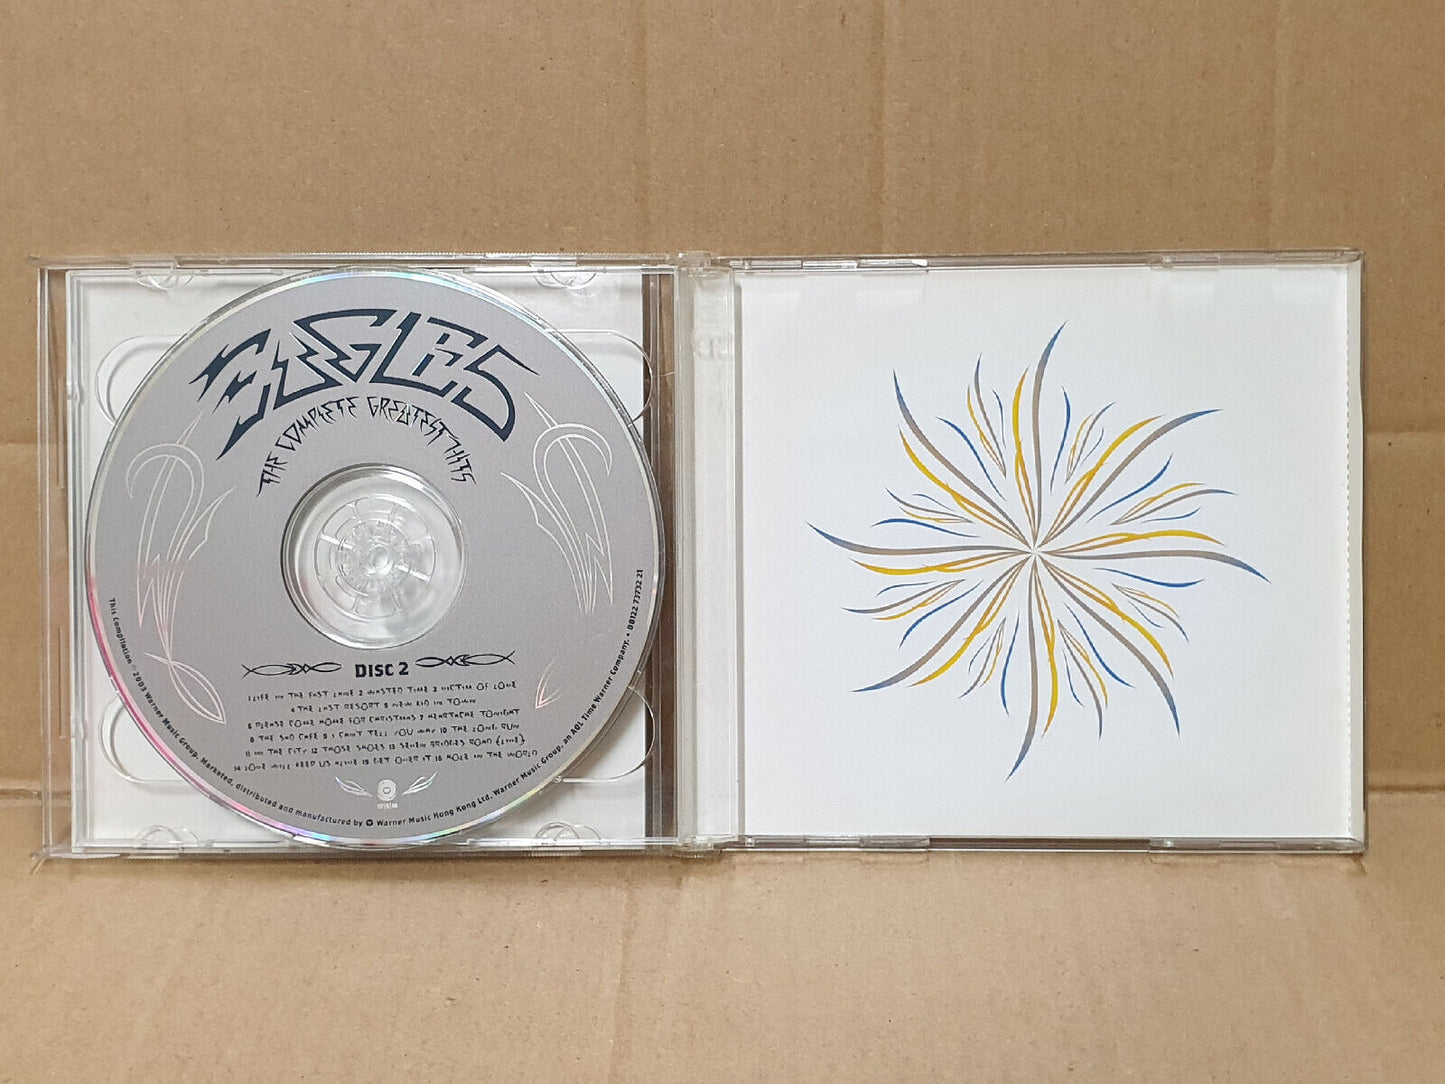 EAGLES
THE COMPLETE GREATEST HITS
DISC 2
1 LIFE IN THE FAST LANE 2 WASTED TIME 3 VICTIM OF LOVE
4 THE LAST RESORT 5 NEW KID IN TOWN
6 PLEASE COME HOME FOR CHRISTMAS 7 HEARTACHE TONIGHT
8 THE SAD CAFE 9 I CAN'T TELL YOU WHY 10 THE LONG RUN
11 IN THE CITY 12 THOSE SHOES 13 SEVEN BRIDGES ROAD (LIVE)
14 LOVE WILL KEEP US ALIVE 15 GET OVER IT 16 HOLE IN THE WORLD
This Compilation ℗ 2003 Warner Music Group. Marketed, distributed and manufactured by Warner Music Hong Kong Ltd. Warner Music Group, an AOL Time Warner Company. • 08122 73732 21